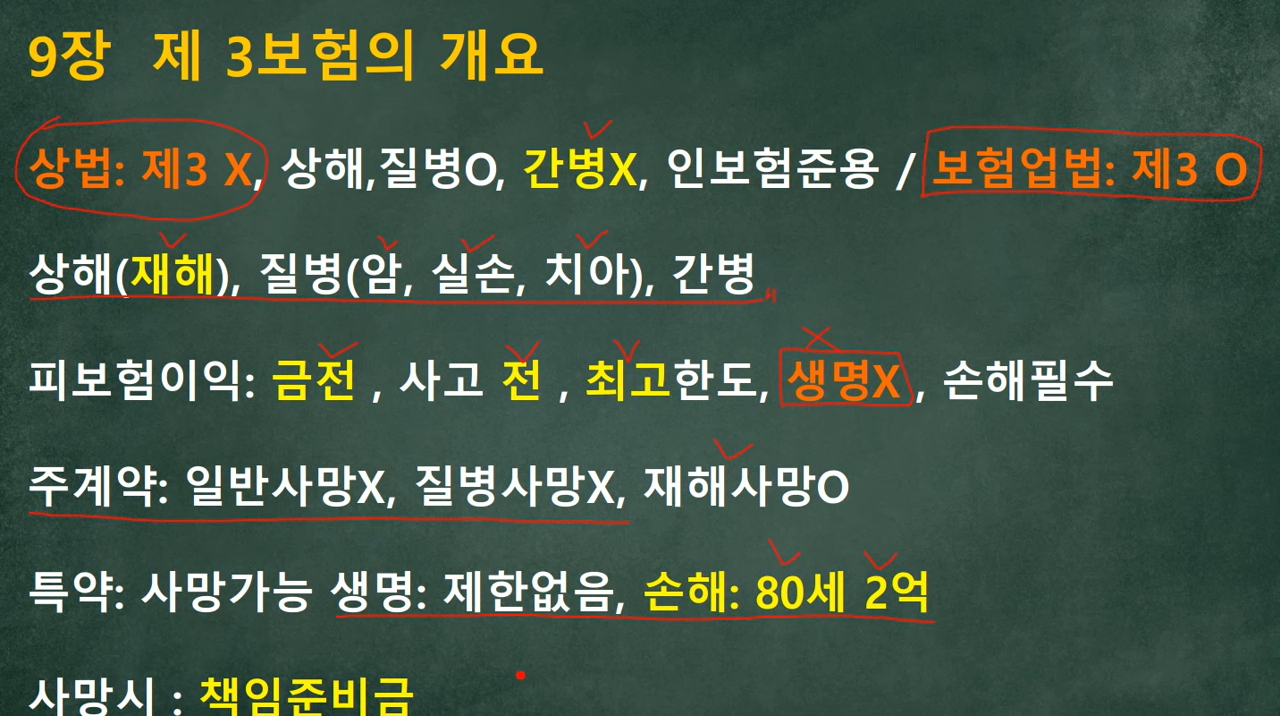 9장 제 3보험의 개요
상법: 제3 X, 상해,질병O, 간병X, 인보험준용 / 보험업법: 제3 O
상해(재해), 질병(암, 실손, 치아), 간병
피보험이익: 금전 , 사고 전 , 최고한도, 생명X , 손해필수
주계약: 일반사망X, 질병사망X, 재해사망O
특약: 사망가능 생명: 제한없음, 손해: 80세 2억
사망시 : 책임준비금